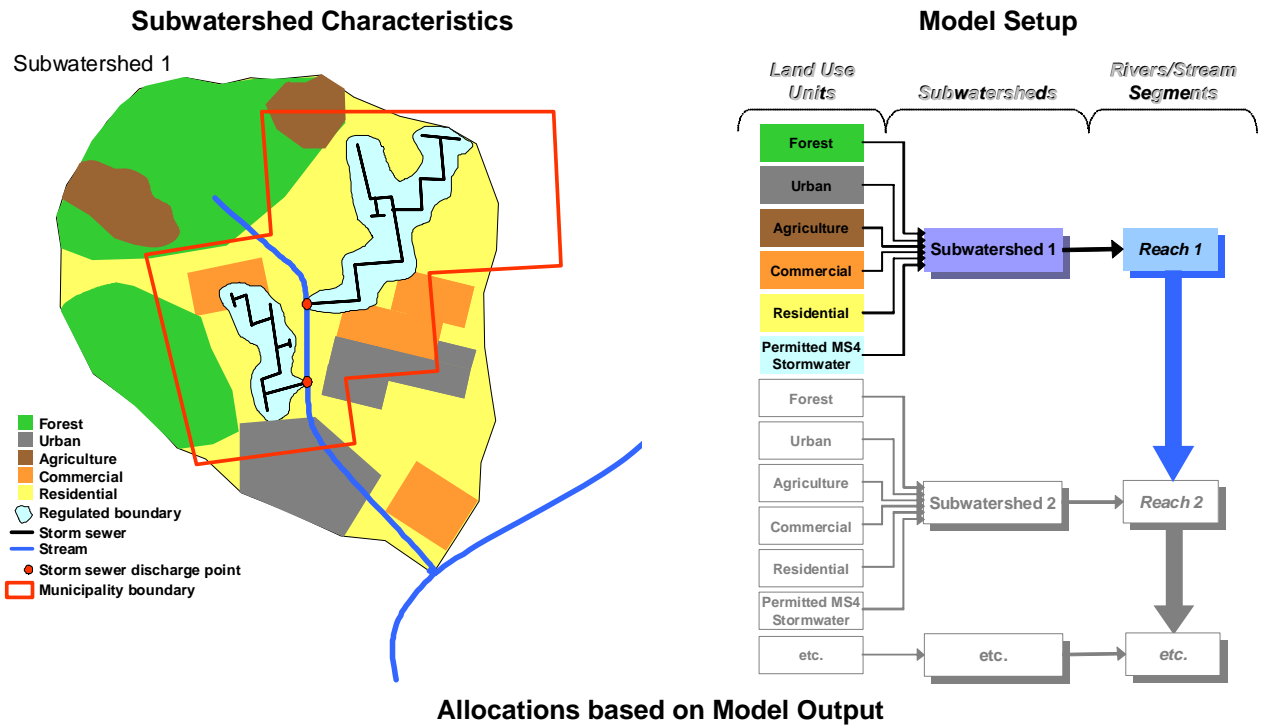 Subwatershed Characteristics
Subwatershed 1
Forest
Urban
Agriculture
Commercial
Residential
Regulated boundary
Storm sewer
Stream
Storm sewer discharge point
Municipality boundary
Model Setup
Land Use
Units
Subwatersheds
Rivers/Stream
Segments
Forest
Urban
Agriculture
Commercial
Residential
Permitted MS4
Stormwater
Subwatershed 1
Reach 1
Forest
Urban
Agriculture
Commercial
Residential
Permitted MS4
Stormwater
Subwatershed 2
Reach 2
etc.
etc.
etc.
Allocations based on Model Output